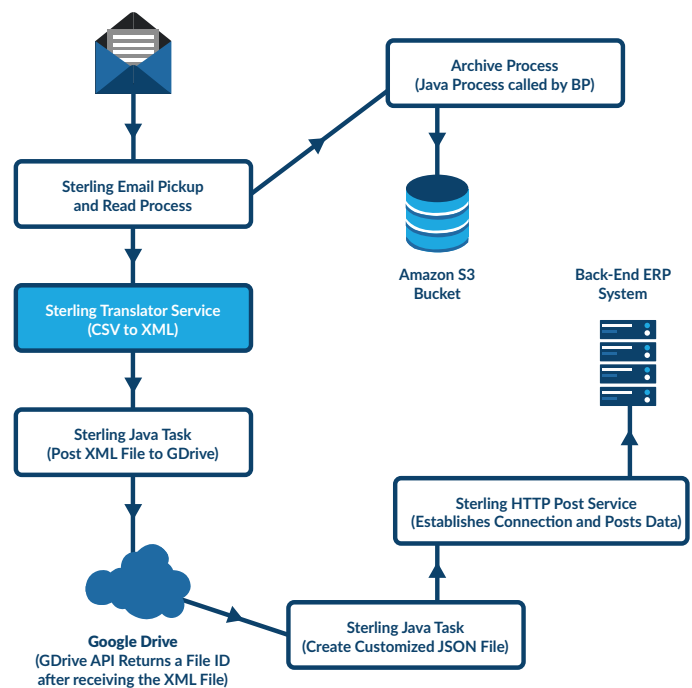 Archive Process
(Java Process called by BP)
Sterling Email Pickup
and Read Process
Amazon S3
Bucket
Back-End ERP
System
Sterling Translator Service
(CSV to XML)
Sterling Java Task
(Post XML File to GDrive)
Sterling HTTP Post Service
(Establishes Connection and Posts Data)
Google Drive
(GDrive API Returns a File ID
after receiving the XML File)
Sterling Java Task
(Create Customized JSON File)